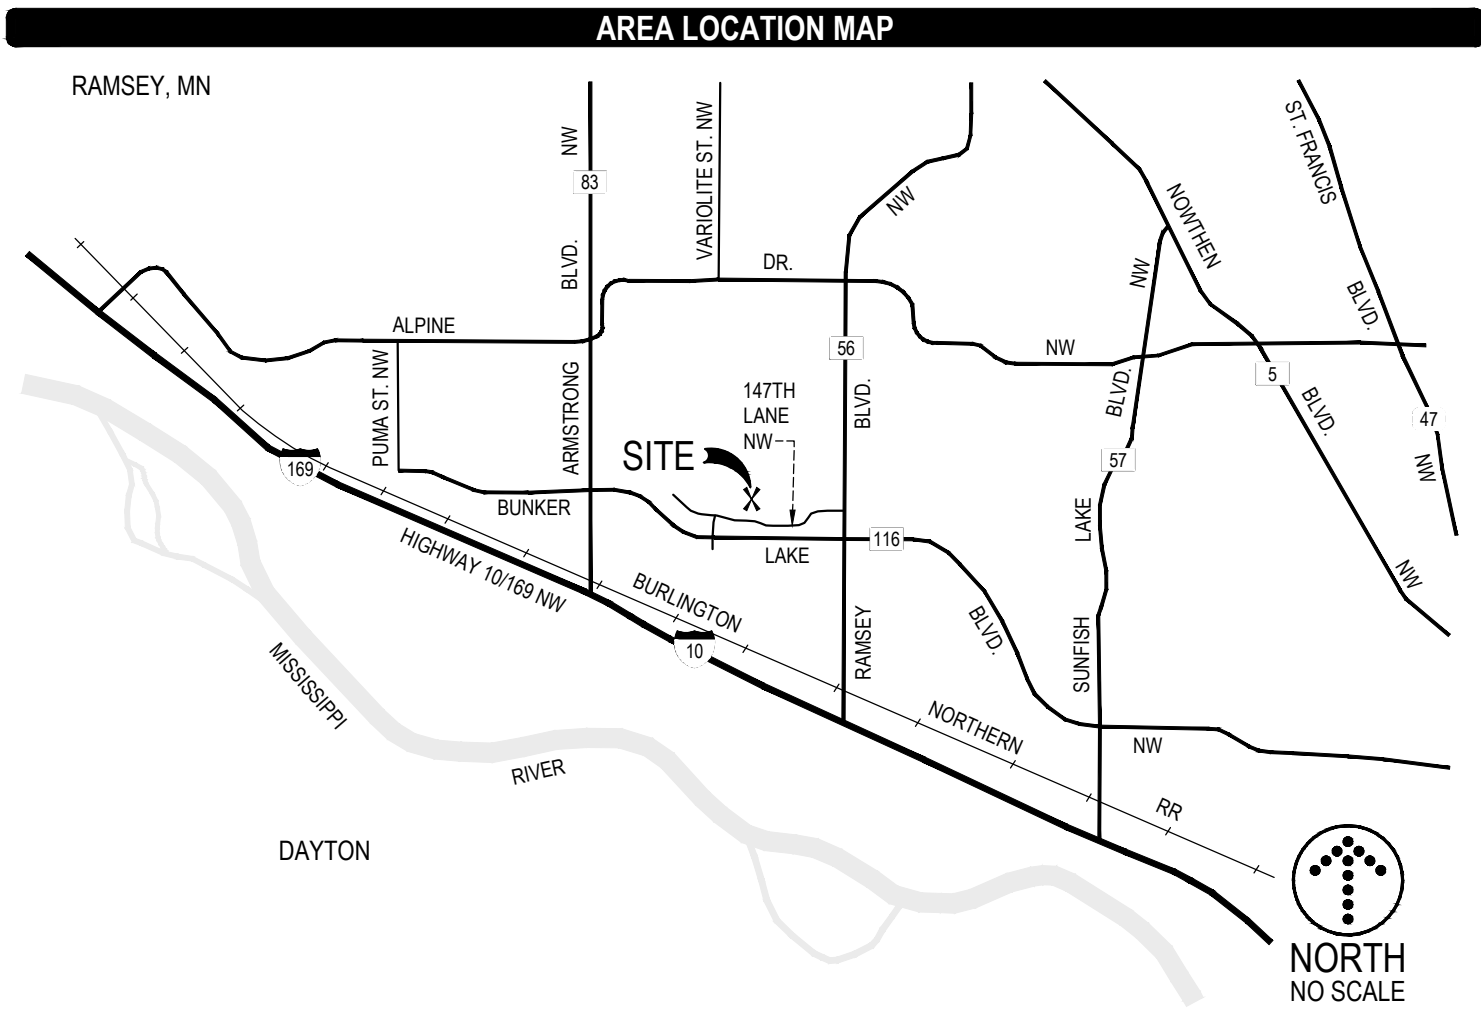 AREA LOCATION MAP
RAMSEY, MN
NW
83
BLVD.
ARMSTRONG
VARIOLITE ST. NW
NW
56
BLVD.
RAMSEY
ST. FRANCIS
BLVD.
47
NW
NOWTHEN
5
BLVD.
NW
NW
BLVD.
57
LAKE
SUNFISH
ALPINE
DR.
NW
PUMA ST. NW
147TH
LANE
NW
SITE
BUNKER
LAKE
116
BLVD.
NW
169
HIGHWAY 10/169 NW
10
BURLINGTON
NORTHERN
RR
MISSISSIPPI
RIVER
DAYTON
NORTH
NO SCALE